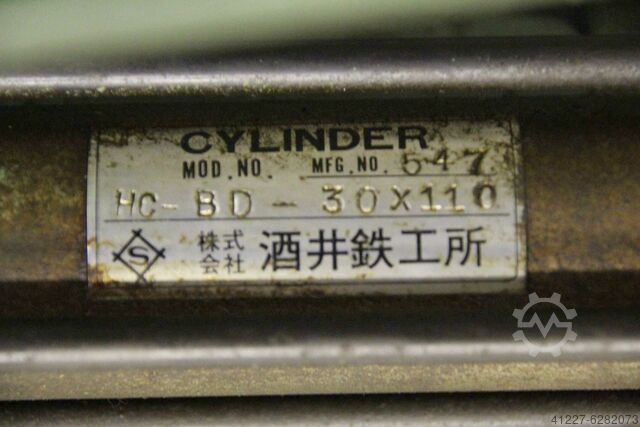 CYLINDER
MOD.NO. MFG.NO. 547
HC-BD-30X110
S 株式会社 酒井鉄工所
41227-6282073